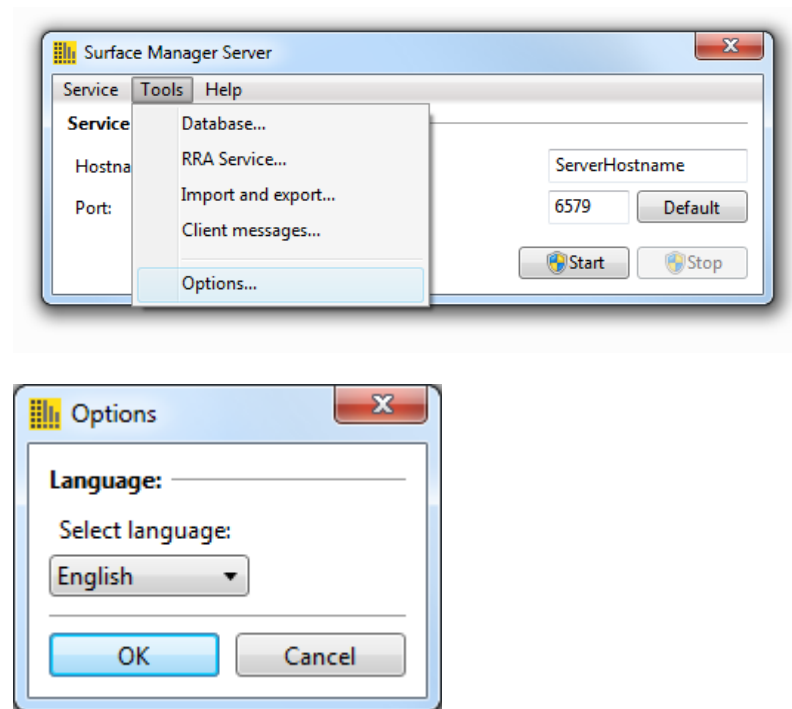 Surface Manager Server
Service Tools Help
Service
Database...
Hostna
RRA Service...
ServerHostname
Import and export...
Port:
6579 Default
Client messages...
Start Stop
Options...
Options
Language:
Select language:
English
OK Cancel